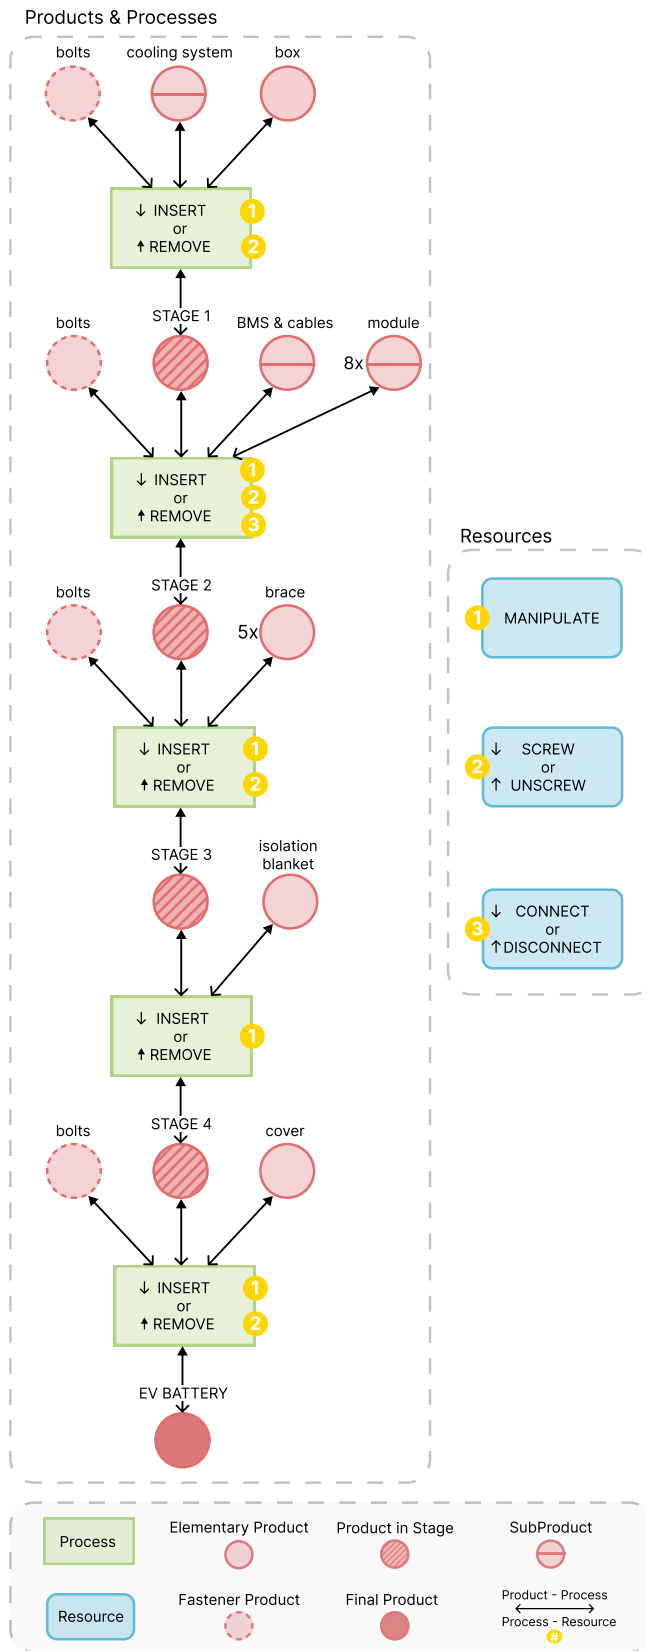 Products & Processes
bolts
cooling system
box
↓ INSERT
or
↑ REMOVE
1
2
STAGE 1
bolts
BMS & cables
module
8x
↓ INSERT
or
↑ REMOVE
1
2
3
STAGE 2
bolts
brace
5x
↓ INSERT
or
↑ REMOVE
1
2
STAGE 3
isolation
blanket
↓ INSERT
or
↑ REMOVE
1
STAGE 4
bolts
cover
↓ INSERT
or
↑ REMOVE
1
2
EV BATTERY
Resources
1
MANIPULATE
2
↓ SCREW
or
↑ UNSCREW
3
↓ CONNECT
or
↑ DISCONNECT
Process
Elementary Product
Product in Stage
SubProduct
Resource
Fastener Product
Final Product
Product - Process
Process - Resource
#